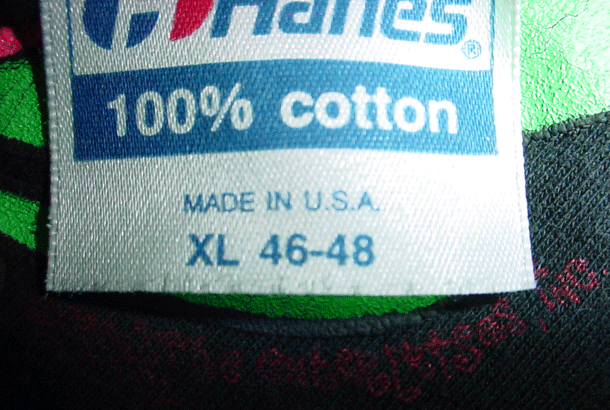 Hanes®
100% cotton
MADE IN U.S.A.
XL 46-48